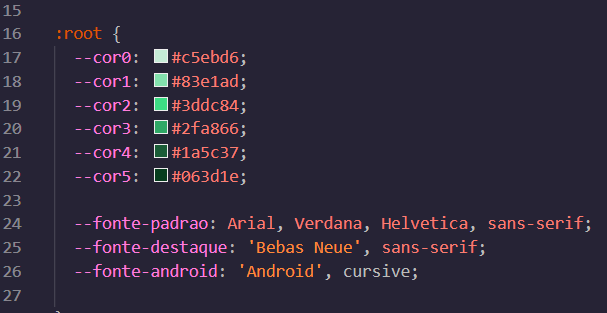 15
16 :root {
17 --cor0: #c5ebd6;
18 --cor1: #83e1ad;
19 --cor2: #3ddc84;
20 --cor3: #2fa866;
21 --cor4: #1a5c37;
22 --cor5: #063d1e;
23
24 --fonte-padrao: Arial, Verdana, Helvetica, sans-serif;
25 --fonte-destaque: 'Bebas Neue', sans-serif;
26 --fonte-android: 'Android', cursive;
27